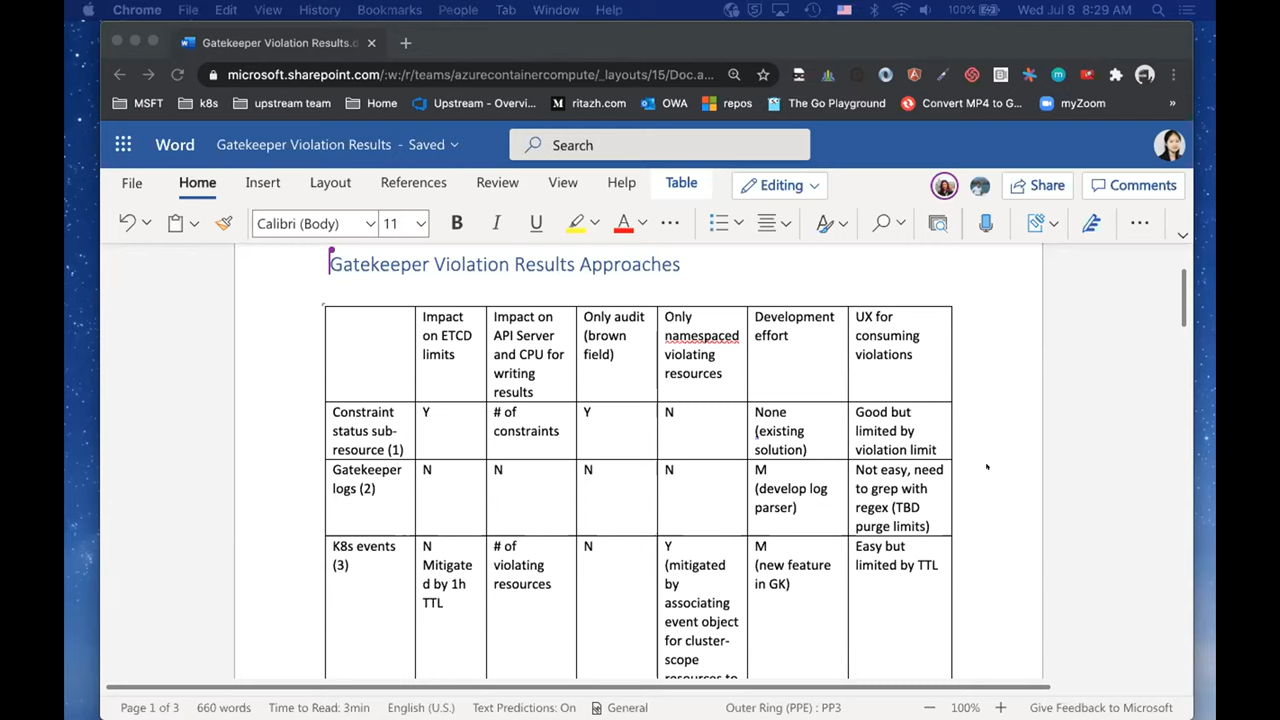 Chrome File Edit View History Bookmarks People Tab Window Help 100% Wed Jul 8 8:29 AM
Gatekeeper Violation Results.d
microsoft.sharepoint.com/:w:/r/teams/azurecontainercompute/_layouts/15/Doc.a...
MSFT k8s upstream team Home Upstream - Overvi... ritazh.com OWA repos The Go Playground Convert MP4 to G... myZoom »
Word Gatekeeper Violation Results - Saved Search
File Home Insert Layout References Review View Help Table Editing Share Comments
Calibri (Body) 11 B I U A
Gatekeeper Violation Results Approaches
Impact
on ETCD
limits
Impact on
API Server
and CPU for
writing
results
Only audit
(brown
field)
Only
namespaced
violating
resources
Development
effort
UX for
consuming
violations
Constraint
status sub-
resource (1)
Y
# of
constraints
Y
N
None
(existing
solution)
Good but
limited by
violation limit
Gatekeeper
logs (2)
N
N
N
N
M
(develop log
parser)
Not easy, need
to grep with
regex (TBD
purge limits)
K8s events
(3)
N
Mitigate
d by 1h
TTL
# of
violating
resources
N
Y
(mitigated
by
associating
event object
for cluster-
scope
resources to
M
(new feature
in GK)
Easy but
limited by TTL
Page 1 of 3 660 words Time to Read: 3min English (U.S.) Text Predictions: On General Outer Ring (PPE) : PP3 100% Give Feedback to Microsoft